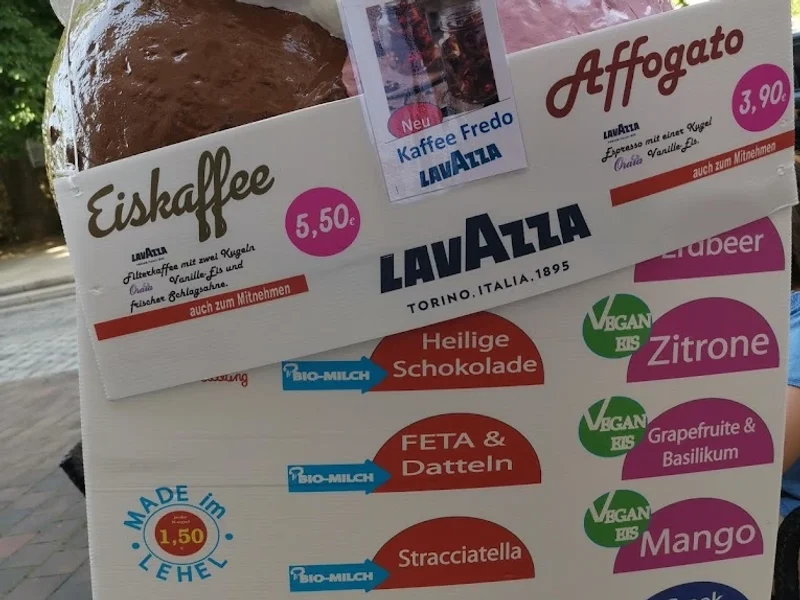 Neu
Kaffee Fredo
LAVAZZA
Affogato
3,90€
LAVAZZA
Espresso mit einer Kugel
Vanille-Eis.
auch zum Mitnehmen
Eiskaffee
5,50€
LAVAZZA
Filterkaffee mit zwei Kugeln
Vanille-Eis und
frischer Schlagsahne.
auch zum Mitnehmen
LAVAZZA
TORINO, ITALIA, 1895
Erdbeer
Heilige
Schokolade
BIO-MILCH
VEGAN
EIS
Zitrone
FETA &
Datteln
BIO-MILCH
VEGAN
EIS
Grapefruite &
Basilikum
MADE im
1,50
LEHEL
Stracciatella
BIO-MILCH
VEGAN
EIS
Mango